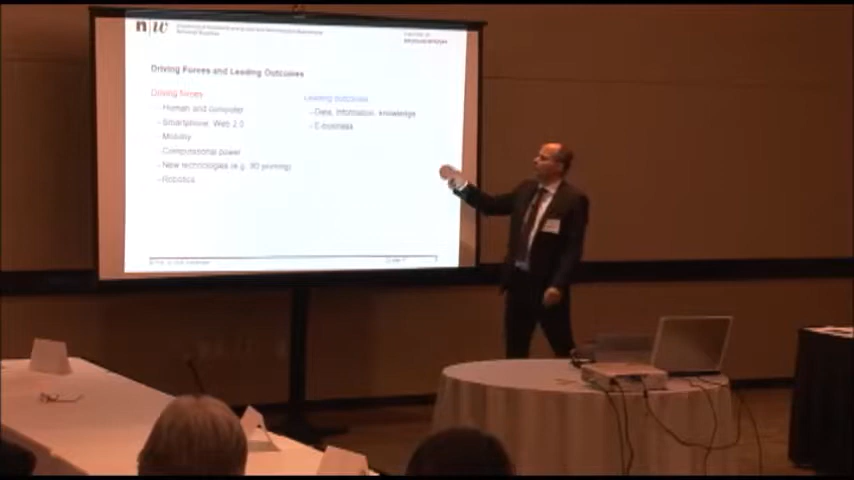 n|w
Driving Forces and Leading Outcomes
Driving forces
- Human and computer
- Smartphone, Web 2.0
- Mobility
- Computational power
- New technologies (e.g. 3D printing)
- Robotics
Leading outcomes
- Data, information, knowledge
- E-business